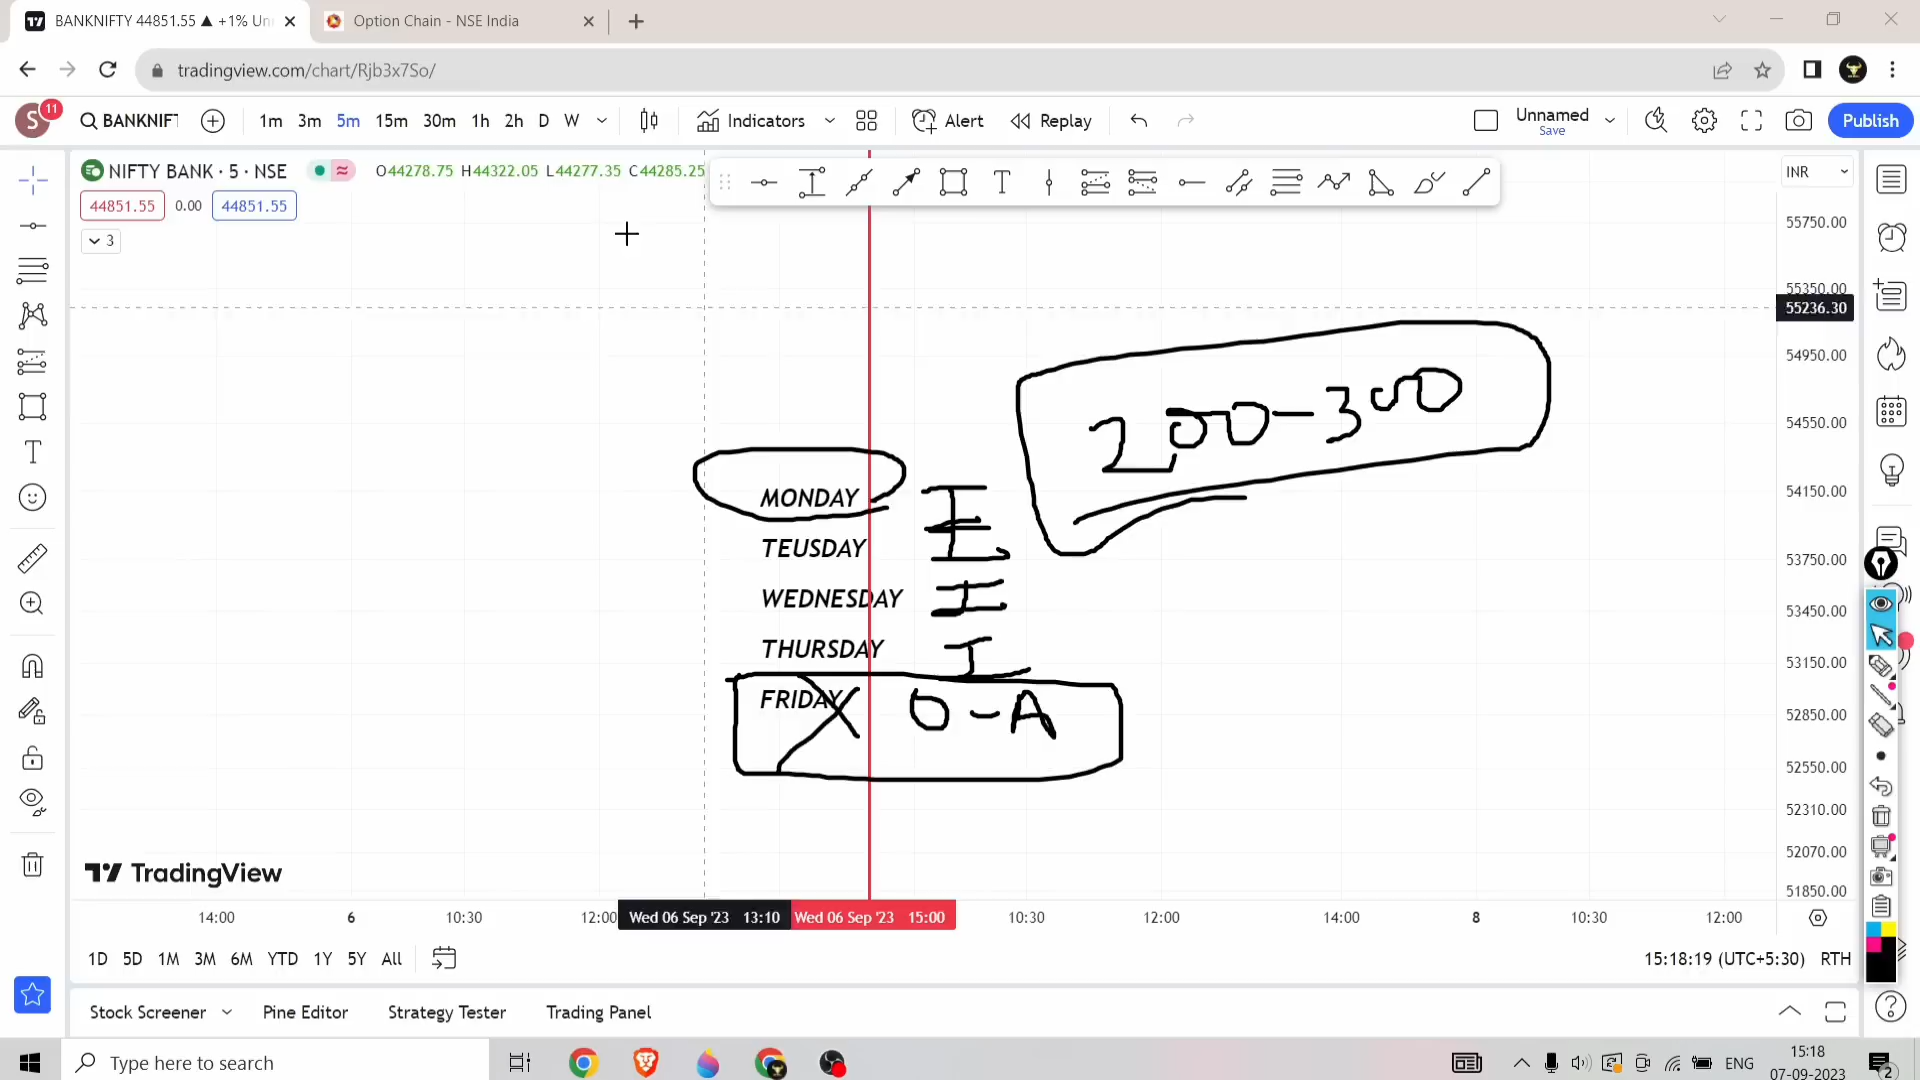 BANKNIFTY 44851.55 ▲ +1% Un
Option Chain - NSE India
tradingview.com/chart/Rjb3x7So/
S 11 BANKNIFT 1m 3m 5m 15m 30m 1h 2h D W Indicators Alert Replay Unnamed Save Publish
NIFTY BANK · 5 · NSE O44278.75 H44322.05 L44277.35 C44285.25 INR
44851.55 0.00 44851.55
3
55750.00
55350.00
55236.30
54950.00
54550.00
54150.00
53750.00
53450.00
53150.00
52850.00
52550.00
52310.00
52070.00
51850.00
200-300
MONDAY I
TEUSDAY I
WEDNESDAY I
THURSDAY I
FRIDAY O-A
TradingView
14:00 6 10:30 12:00 Wed 06 Sep '23 13:10 Wed 06 Sep '23 15:00 10:30 12:00 14:00 8 10:30 12:00
1D 5D 1M 3M 6M YTD 1Y 5Y All 15:18:19 (UTC+5:30) RTH
Stock Screener Pine Editor Strategy Tester Trading Panel
Type here to search ENG 15:18
07-09-2023 2